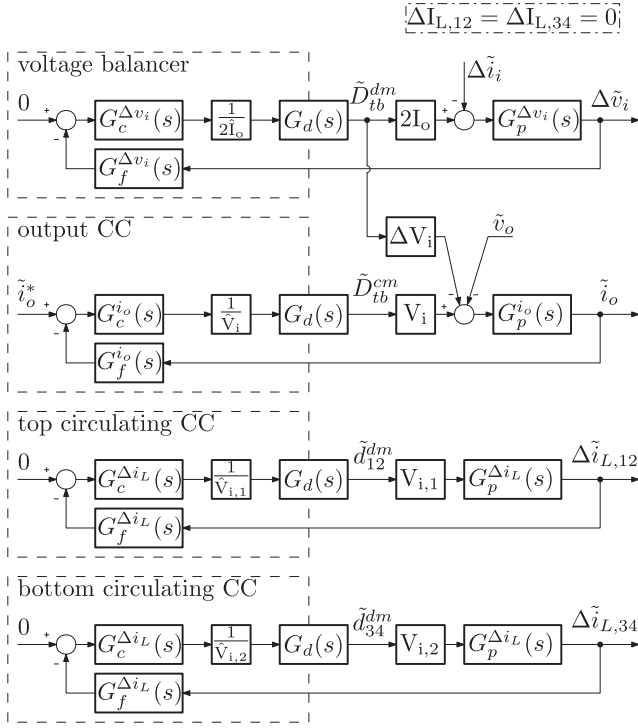 ΔI_{L,12} = ΔI_{L,34} = 0
voltage balancer
0 + - G_c^{Δv_i}(s) 1/(2Î_o) G_d(s) D̃_{tb}^{dm} 2I_o + - Δĩ_i G_p^{Δv_i}(s) Δṽ_i
G_f^{Δv_i}(s)
output CC
ΔV_i ṽ_o
ĩ_o^* + - G_c^{i_o}(s) 1/V̂_i G_d(s) D̃_{tb}^{cm} V_i + - - G_p^{i_o}(s) ĩ_o
G_f^{i_o}(s)
top circulating CC
0 + - G_c^{Δi_L}(s) 1/V̂_{i,1} G_d(s) d̃_{12}^{dm} V_{i,1} G_p^{Δi_L}(s) Δĩ_{L,12}
G_f^{Δi_L}(s)
bottom circulating CC
0 + - G_c^{Δi_L}(s) 1/V̂_{i,2} G_d(s) d̃_{34}^{dm} V_{i,2} G_p^{Δi_L}(s) Δĩ_{L,34}
G_f^{Δi_L}(s)